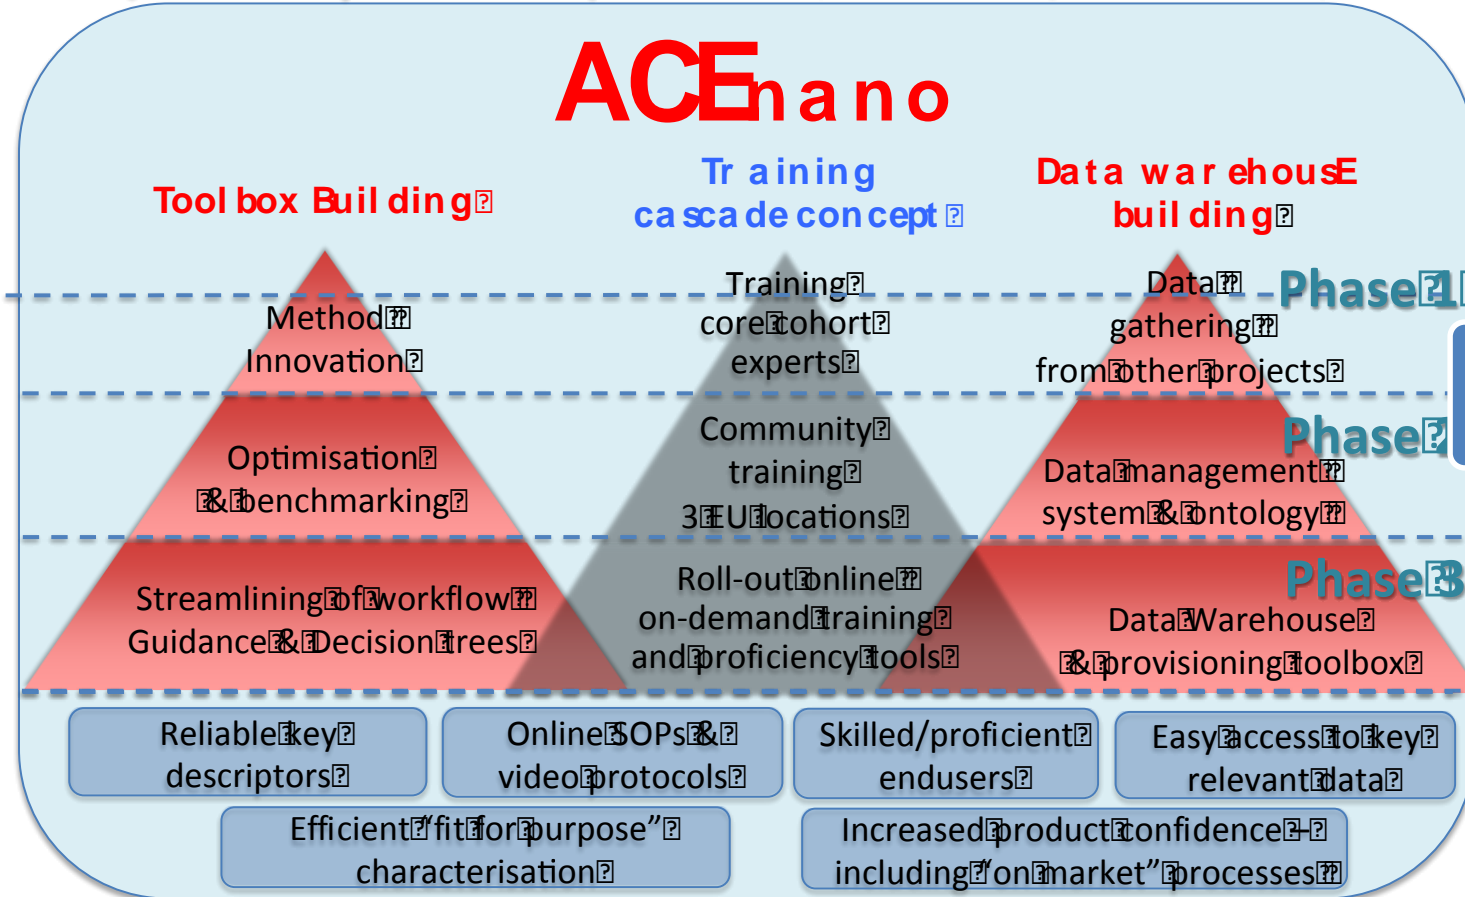 ACEnano
Toolbox Building
Training
cascade concept
Data warehousE
building
Method
Innovation
Training
core cohort
experts
Data
gathering
from other projects
Phase 1
Optimisation
& benchmarking
Community
training
3 EU locations
Data management
system & ontology
Phase 2
Streamlining of workflow
Guidance & Decision trees
Roll-out online
on-demand training
and proficiency tools
Data Warehouse
& provisioning toolbox
Phase 3
Reliable key
descriptors
Online SOPs &
video protocols
Skilled/proficient
endusers
Easy access to key
relevant data
Efficient “fit for purpose”
characterisation
Increased product confidence –
including “on market” processes